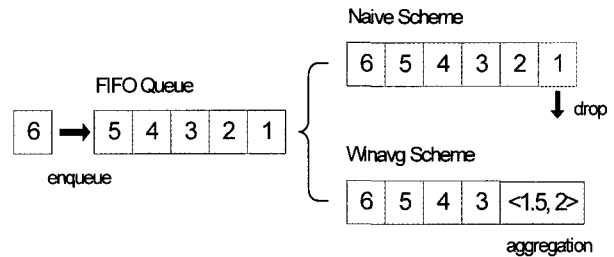 Naive Scheme
6 5 4 3 2 1
drop
FIFO Queue
6 5 4 3 2 1
enqueue
Winavg Scheme
6 5 4 3 <1.5, 2>
aggregation